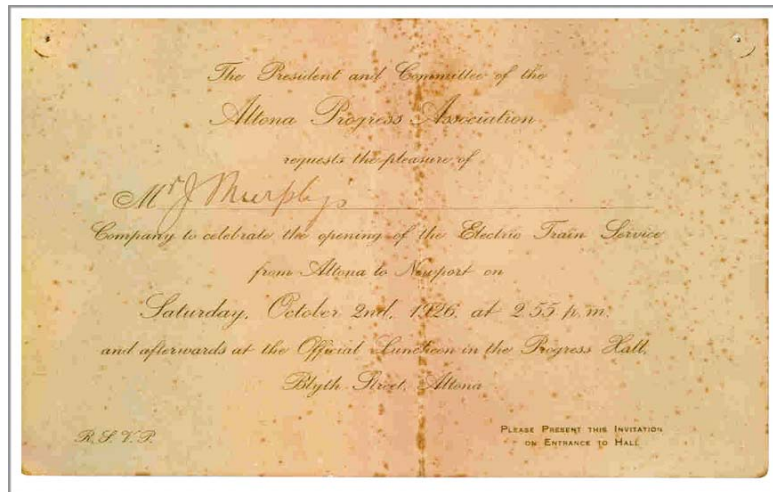 The President and Committee of the
Altona Progress Association
requests the pleasure of
Mr J Murphy's
Company to celebrate the opening of the Electric Train Service
from Altona to Newport on
Saturday, October 2nd, 1926, at 2.55 p.m.
and afterwards at the Official Luncheon in the Progress Hall,
Blyth Street, Altona
R.S.V.P.
PLEASE PRESENT THIS INVITATION
ON ENTRANCE TO HALL